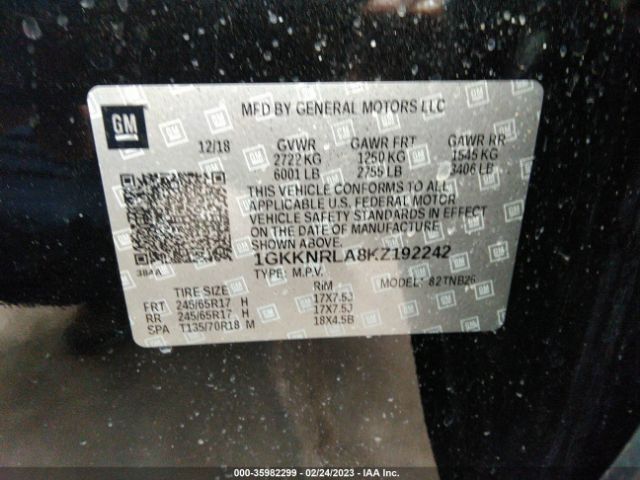 GM
MFD BY GENERAL MOTORS LLC
12/18 GVWR GAWR FRT GAWR RR
2722 KG 1250 KG 1545 KG
6001 LB 2755 LB 3406 LB
THIS VEHICLE CONFORMS TO ALL
APPLICABLE U.S. FEDERAL MOTOR
VEHICLE SAFETY STANDARDS IN EFFECT
ON THE DATE OF MANUFACTURE
SHOWN ABOVE.
38AA
1GKKNRLA8KZ192242
TYPE: M.P.V. MODEL: 82TNB26
TIRE SIZE RIM
FRT 245/65R17 H 17X7.5J
RR 245/65R17 H 17X7.5J
SPA T135/70R18 M 18X4.5B
000-35982299 - 02/24/2023 - IAA Inc.